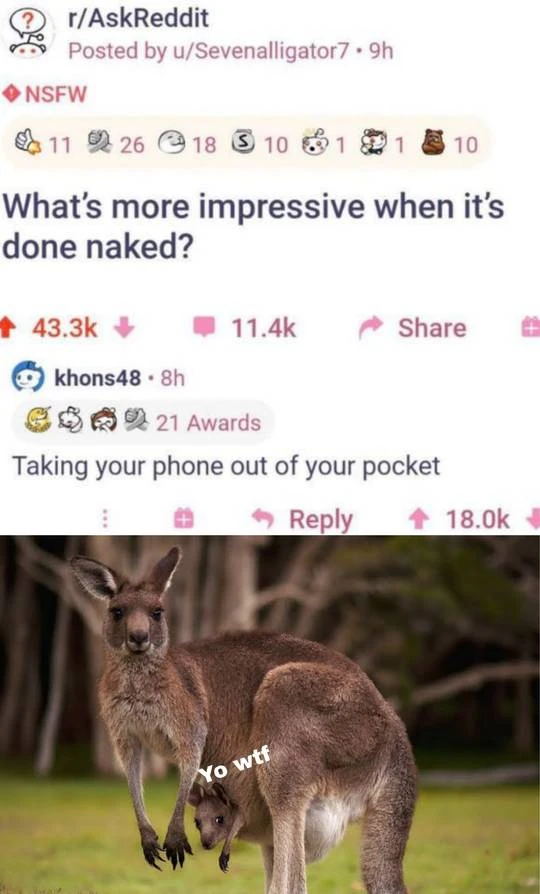 r/AskReddit
Posted by u/Sevenalligator7 • 9h
NSFW
11 26 18 S 10 1 1 10
What's more impressive when it's
done naked?
43.3k 11.4k Share
khons48 • 8h
21 Awards
Taking your phone out of your pocket
Reply 18.0k
Yo wtf